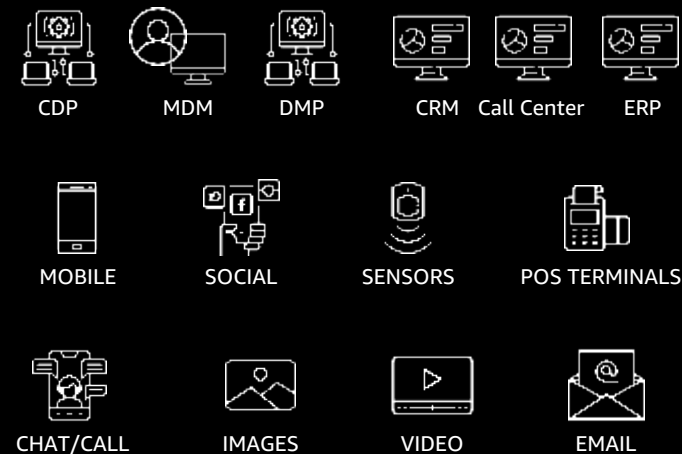 CDP MDM DMP CRM Call Center ERP
MOBILE SOCIAL SENSORS POS TERMINALS
CHAT/CALL IMAGES VIDEO EMAIL